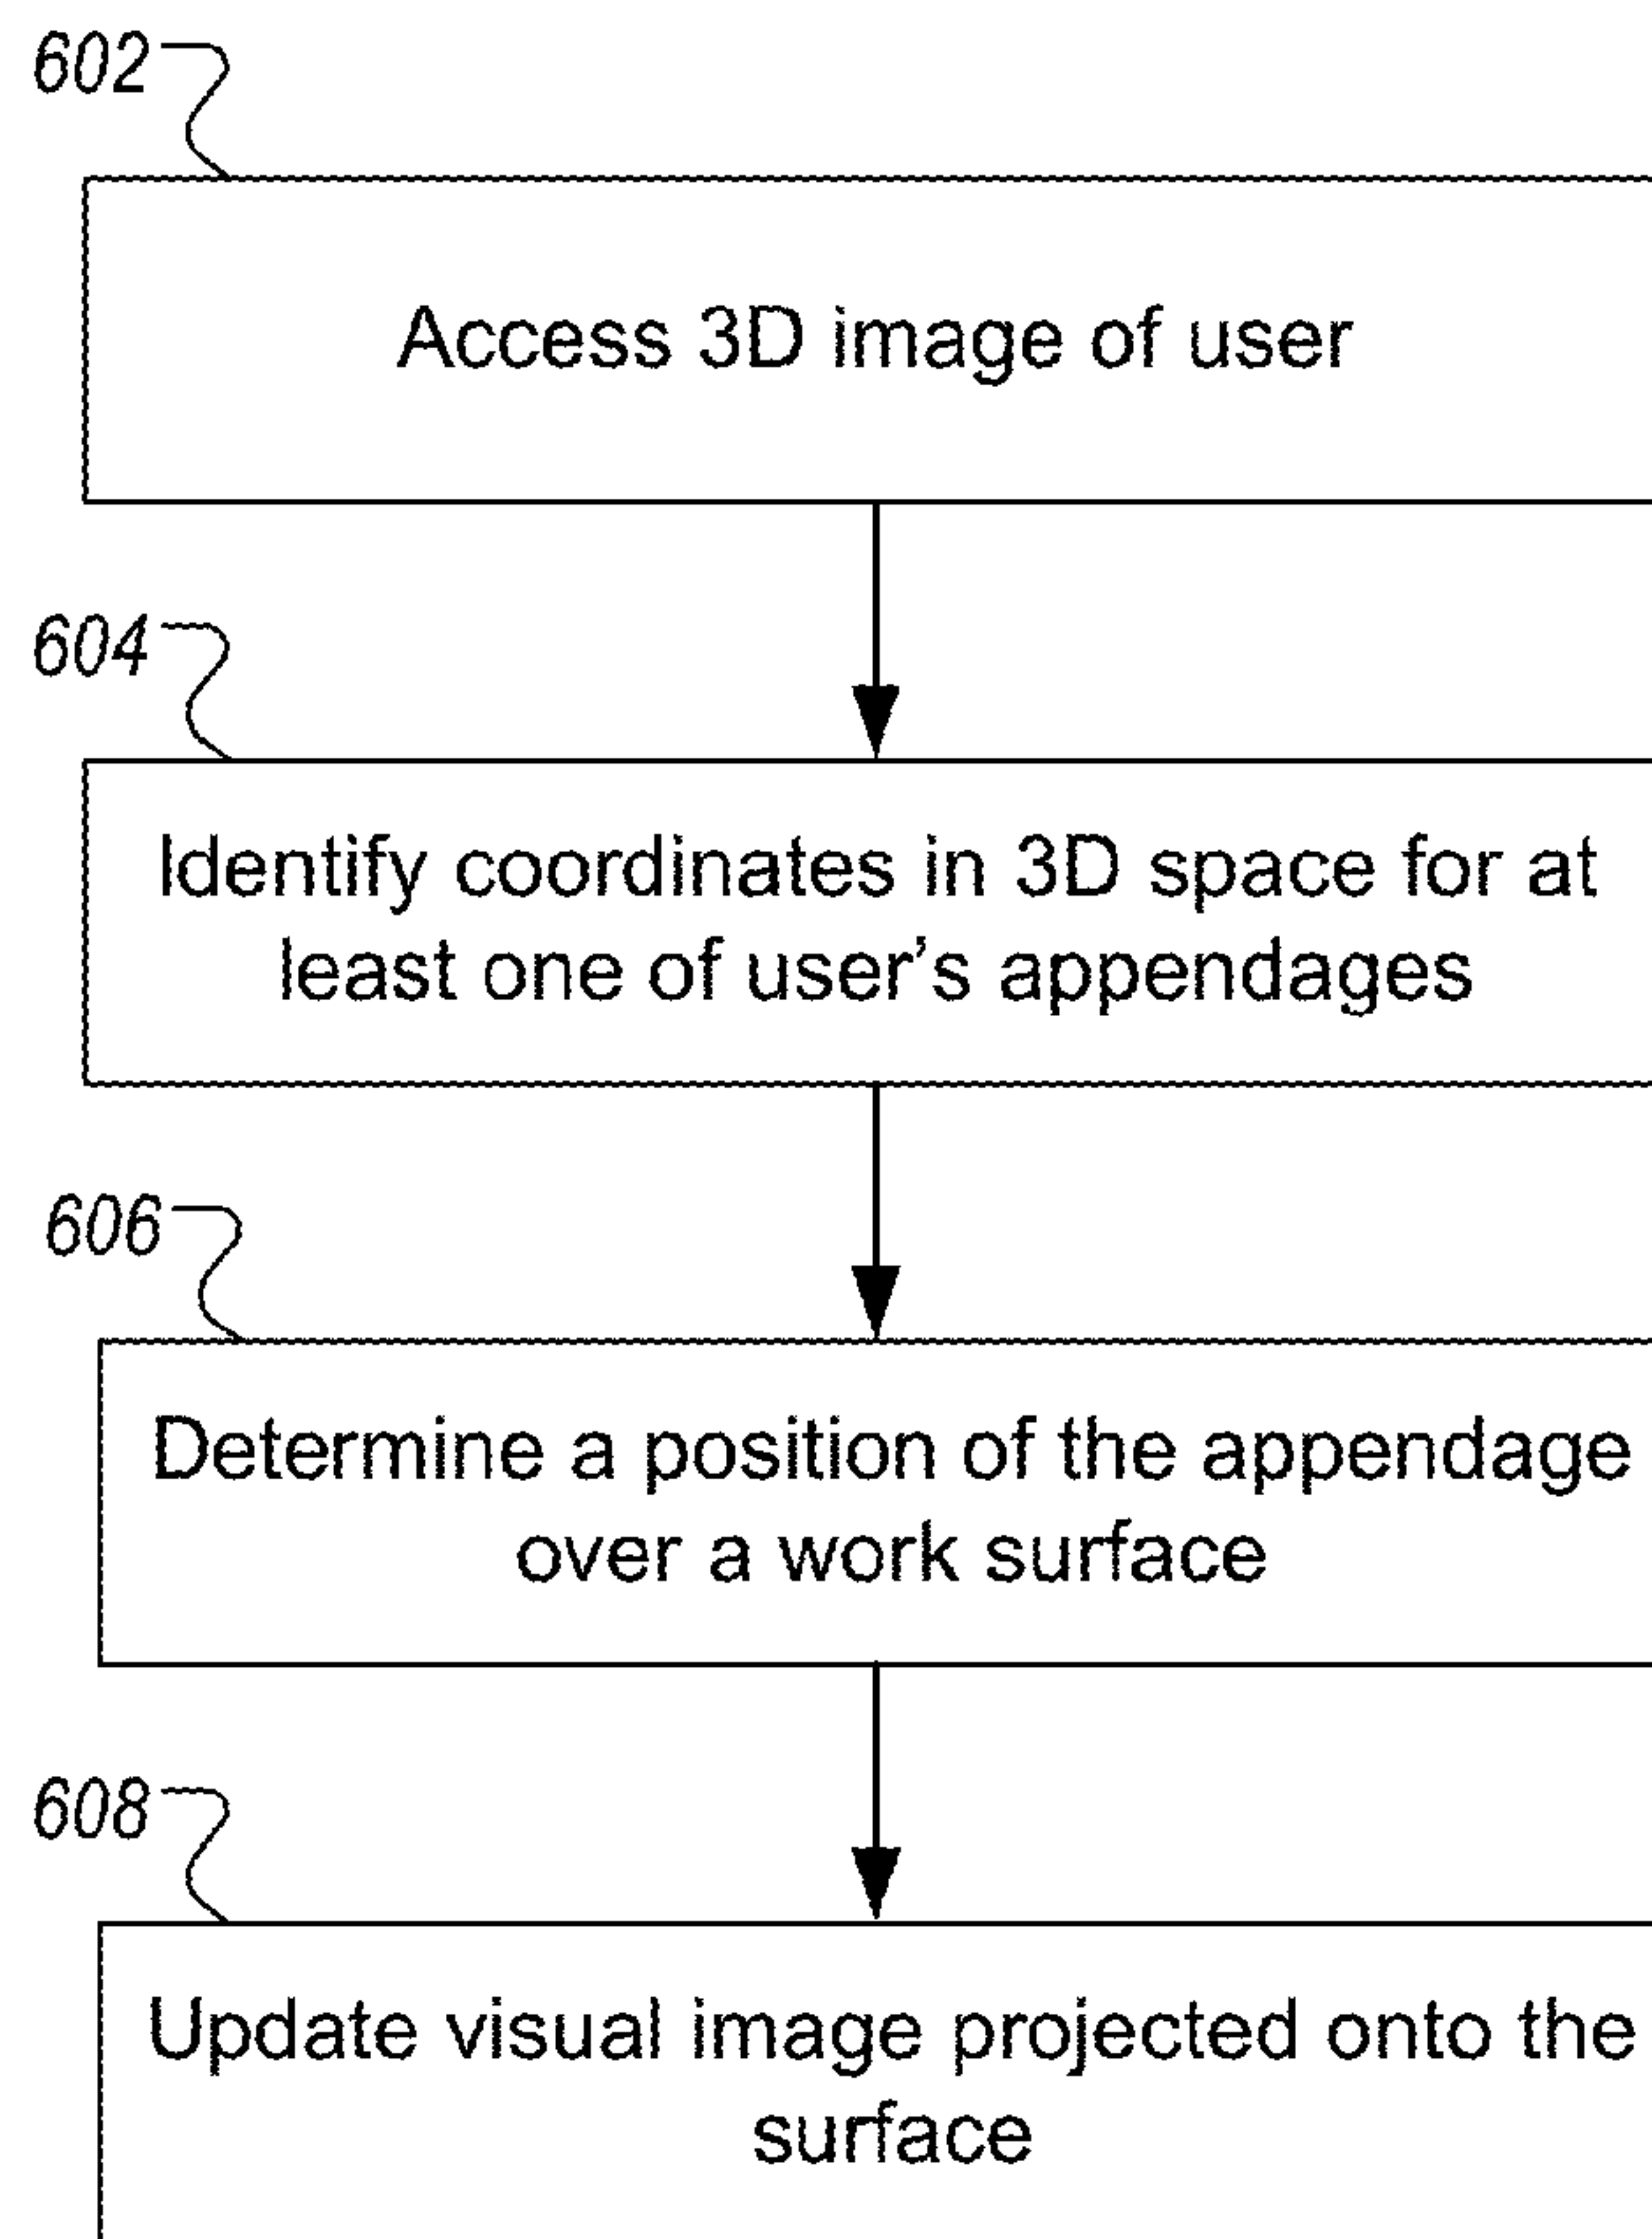 602
Access 3D image of user
604
Identify coordinates in 3D space for at
least one of user's appendages
606
Determine a position of the appendage
over a work surface
608
Update visual image projected onto the
surface